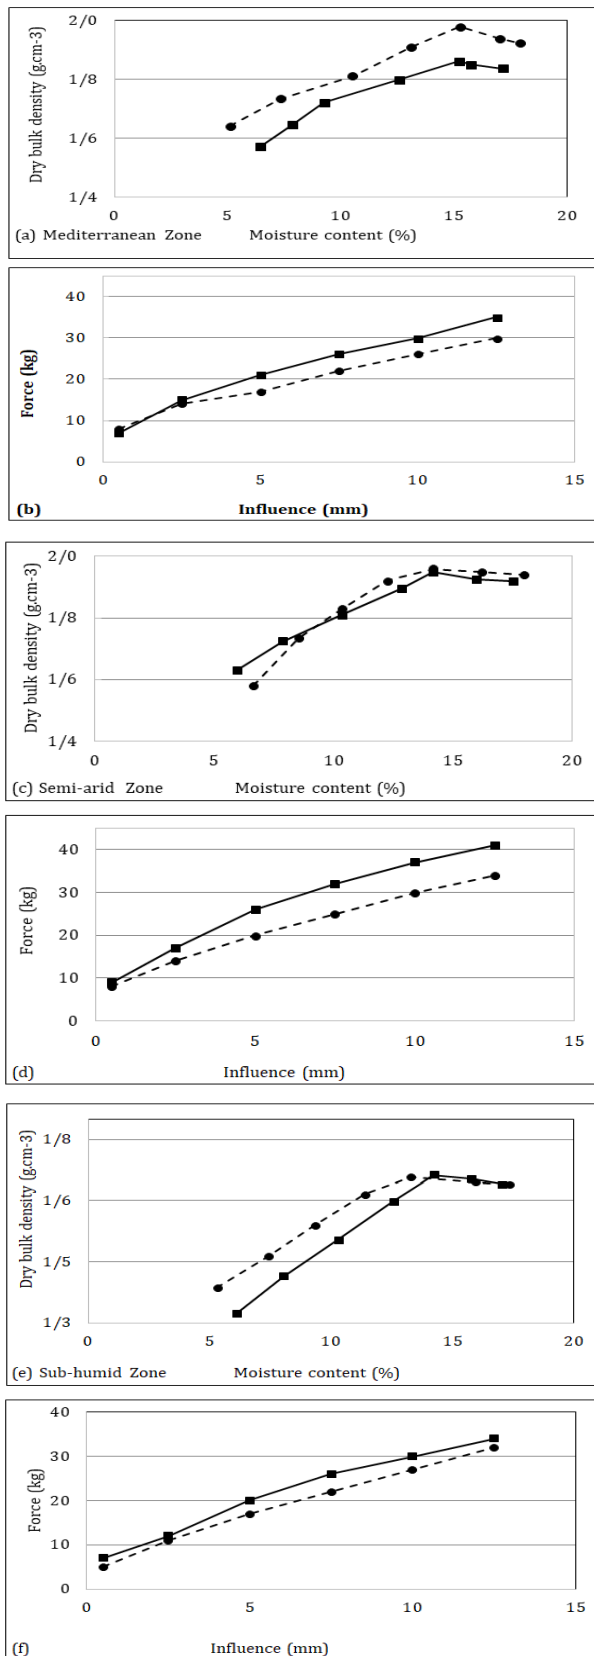 Dry bulk density (g.cm-3)
2/0
1/8
1/6
1/4
0 5 10 15 20
(a) Mediterranean Zone Moisture content (%)
Force (kg)
40
30
20
10
0
0 5 10 15
(b) Influence (mm)
Dry bulk density (g.cm-3)
2/0
1/8
1/6
1/4
0 5 10 15 20
(c) Semi-arid Zone Moisture content (%)
Force (kg)
40
30
20
10
0
0 5 10 15
(d) Influence (mm)
Dry bulk density (g.cm-3)
1/8
1/6
1/5
1/3
0 5 10 15 20
(e) Sub-humid Zone Moisture content (%)
Force (kg)
40
30
20
10
0
0 5 10 15
(f) Influence (mm)